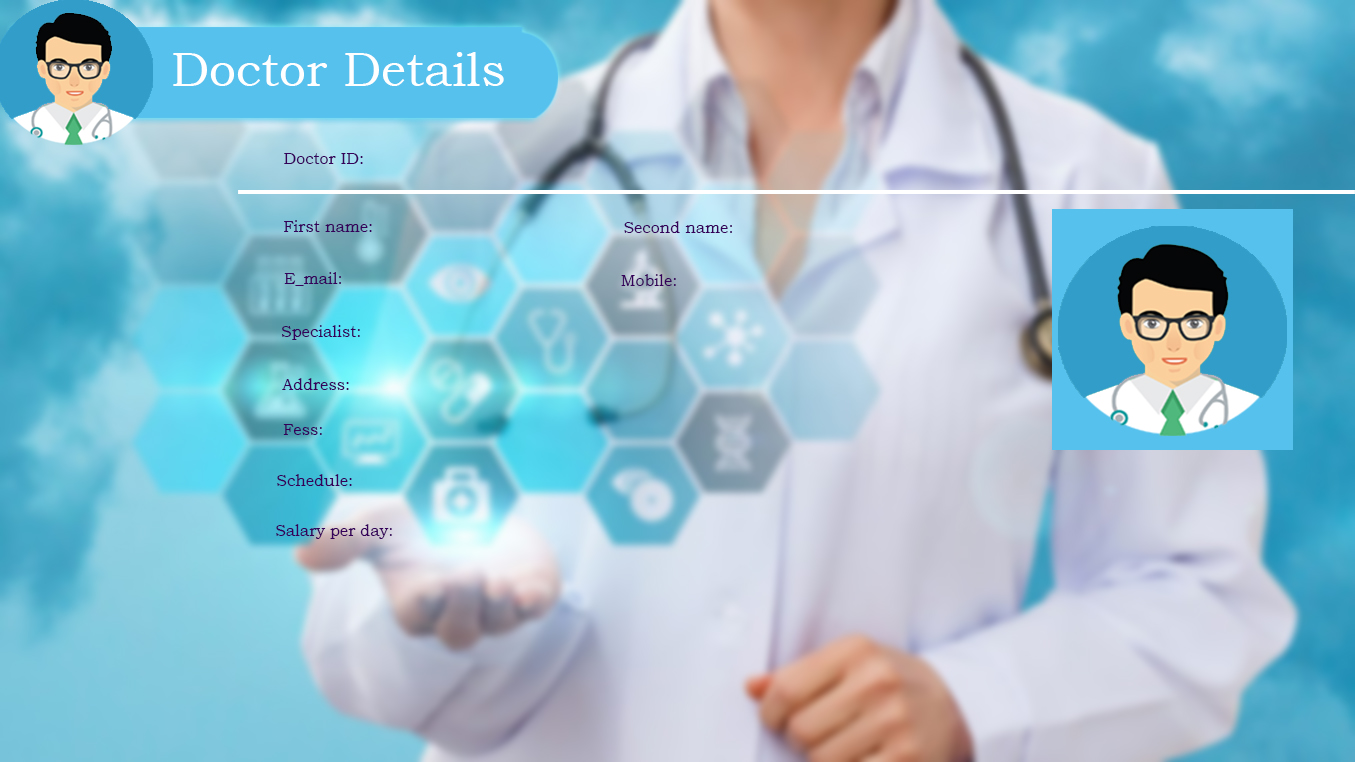 Doctor Details
Doctor ID:
First name:
Second name:
E_mail:
Mobile:
Specialist:
Address:
Fess:
Schedule:
Salary per day: